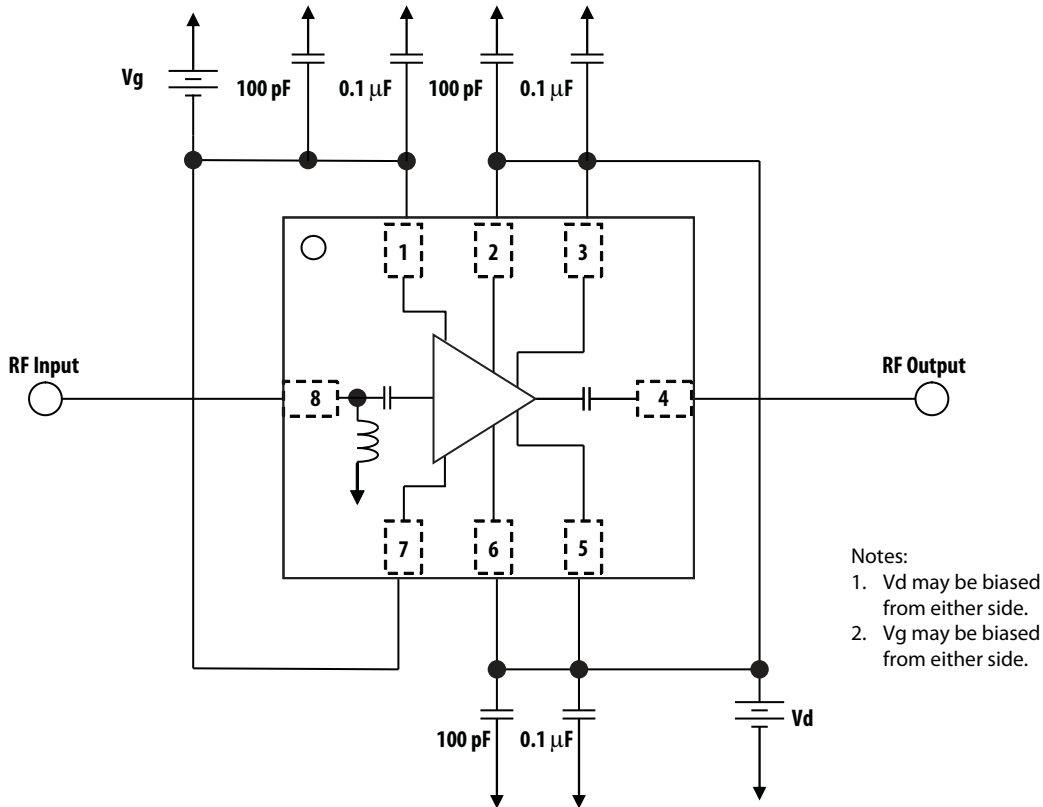 Vg
100 pF
0.1 μF
100 pF
0.1 μF
1
2
3
RF Input
RF Output
8
4
7
6
5
Notes:
1. Vd may be biased
from either side.
2. Vg may be biased
from either side.
100 pF
0.1 μF
Vd